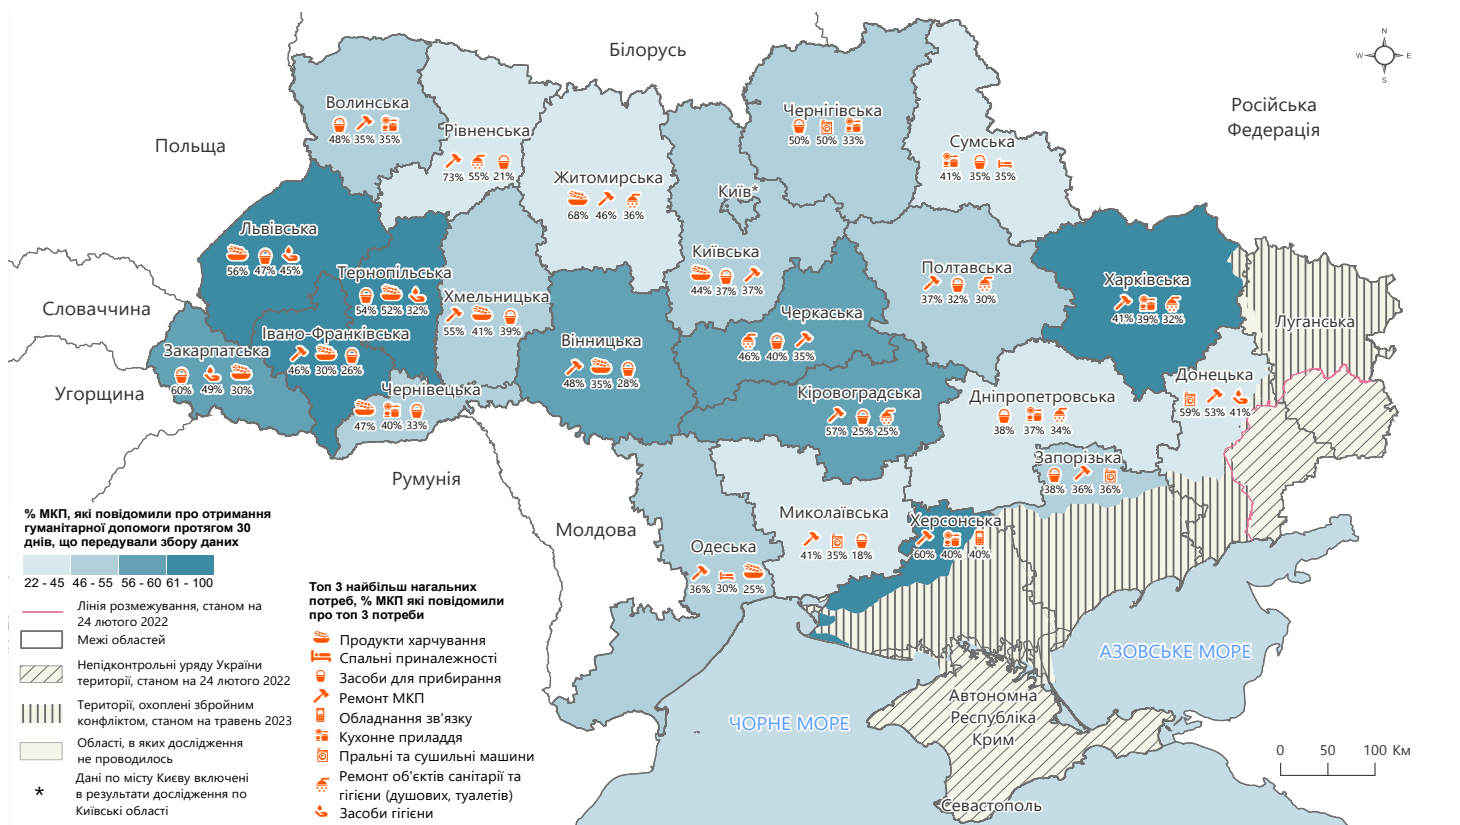 Білорусь
N
W
E
S
Російська
Федерація
Польща
Словаччина
Угорщина
Румунія
Молдова
Волинська
48% 35% 35%
Рівненська
73% 55% 21%
Житомирська
68% 46% 36%
Чернігівська
50% 50% 33%
Сумська
41% 35% 35%
Київ*
Київська
44% 37% 37%
Львівська
56% 47% 45%
Тернопільська
54% 52% 32%
Хмельницька
55% 41% 39%
Івано-Франківська
46% 30% 26%
Закарпатська
60% 49% 30%
Чернівецька
47% 40% 33%
Вінницька
48% 35% 28%
Черкаська
46% 40% 35%
Полтавська
37% 32% 30%
Харківська
41% 39% 32%
Луганська
Донецька
59% 53% 41%
Кіровоградська
57% 25% 25%
Дніпропетровська
38% 37% 34%
Запорізька
38% 36% 36%
Миколаївська
41% 35% 18%
Херсонська
60% 40% 40%
Одеська
36% 30% 25%
АЗОВСЬКЕ МОРЕ
ЧОРНЕ МОРЕ
Автономна
Республіка
Крим
Севастополь
0 50 100 Км
% МКП, які повідомили про отримання
гуманітарної допомоги протягом 30
днів, що передували збору даних
22 - 45 46 - 55 56 - 60 61 - 100
Лінія розмежування, станом на
24 лютого 2022
Межі областей
Непідконтрольні уряду України
території, станом на 24 лютого 2022
Території, охоплені збройним
конфліктом, станом на травень 2023
Області, в яких дослідження
не проводилось
* Дані по місту Києву включені
в результати дослідження по
Київські області
Топ 3 найбільш нагальних
потреб, % МКП які повідомили
про топ 3 потреби
Продукти харчування
Спальні приналежності
Засоби для прибирання
Ремонт МКП
Обладнання зв'язку
Кухонне приладдя
Пральні та сушильні машини
Ремонт об'єктів санітарії та
гігієни (душових, туалетів)
Засоби гігієни